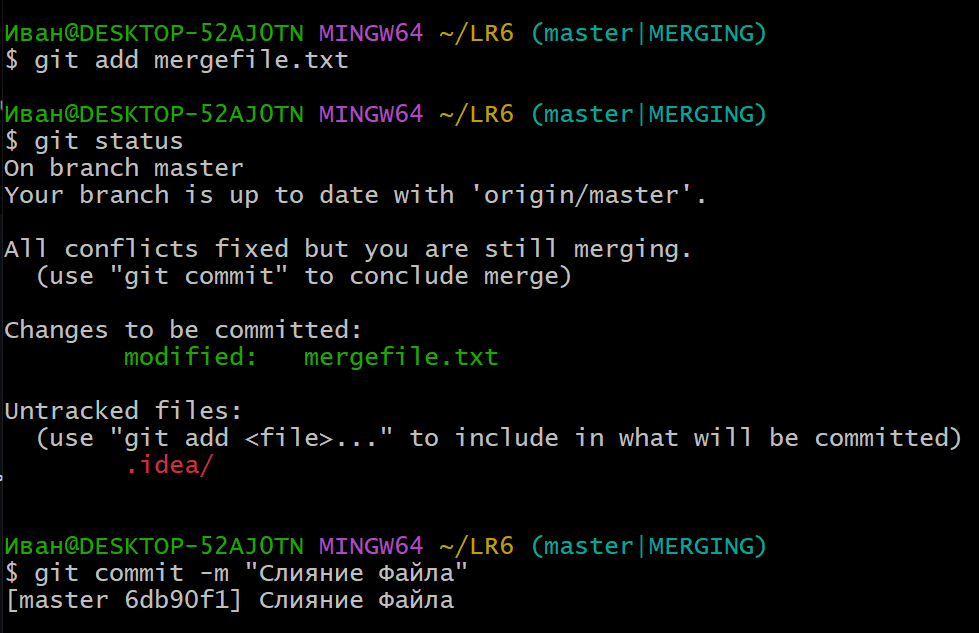 Иван@DESKTOP-52AJOTN MINGW64 ~/LR6 (master|MERGING)
$ git add mergefile.txt
Иван@DESKTOP-52AJOTN MINGW64 ~/LR6 (master|MERGING)
$ git status
On branch master
Your branch is up to date with 'origin/master'.
All conflicts fixed but you are still merging.
  (use "git commit" to conclude merge)
Changes to be committed:
        modified:   mergefile.txt
Untracked files:
  (use "git add <file>..." to include in what will be committed)
        .idea/
Иван@DESKTOP-52AJOTN MINGW64 ~/LR6 (master|MERGING)
$ git commit -m "Слияние файла"
[master 6db90f1] Слияние файла